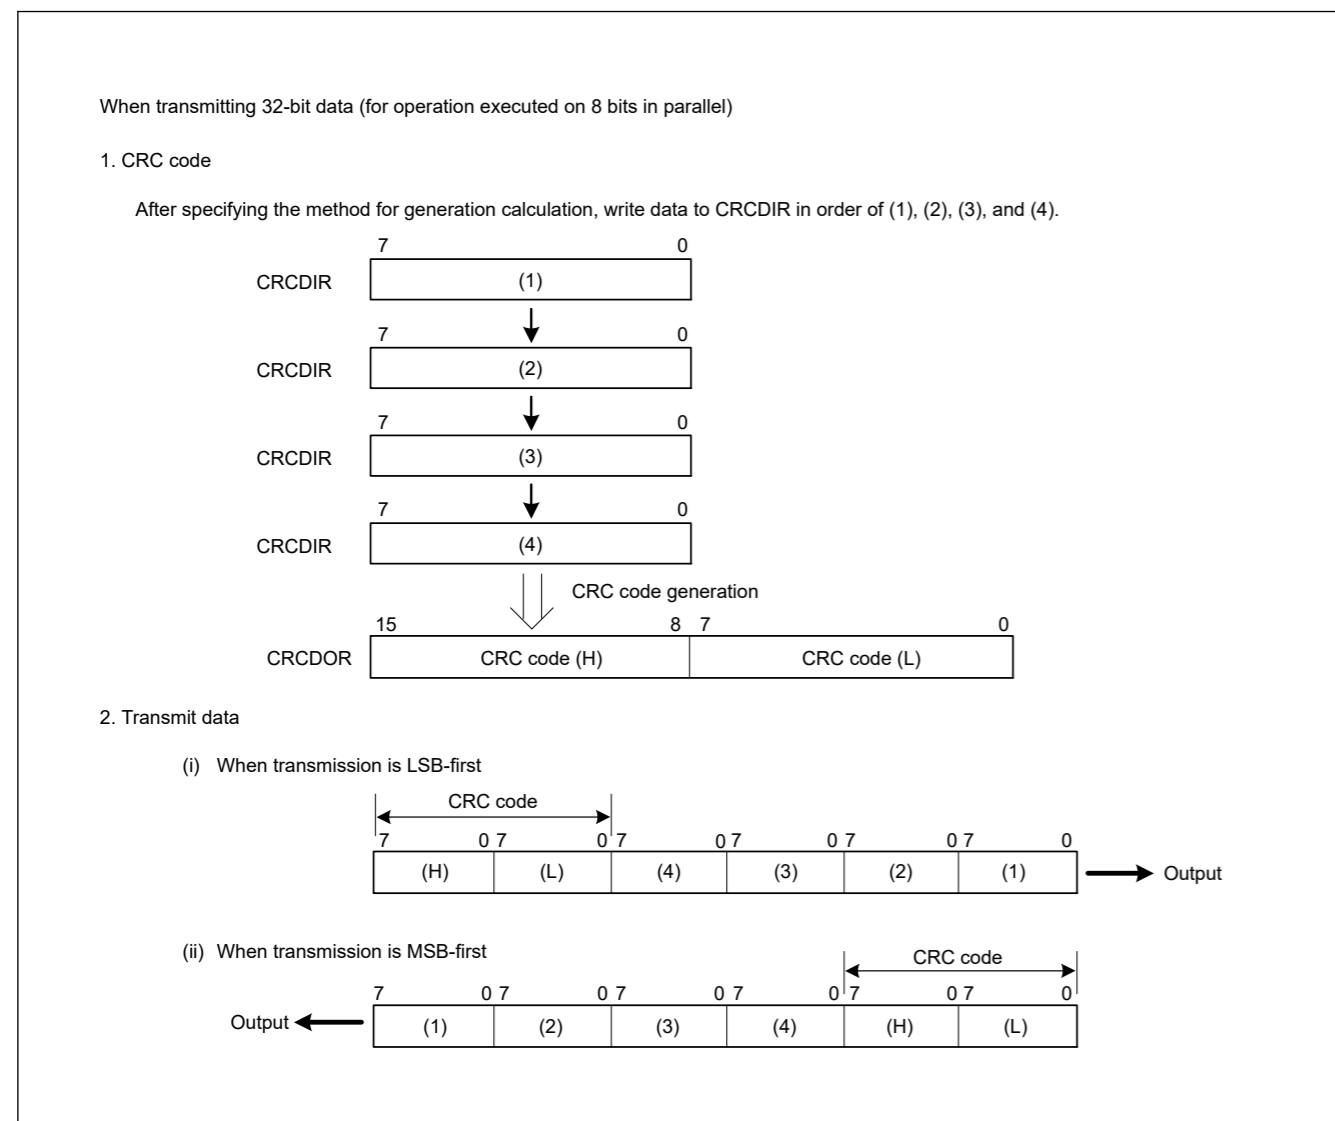 When transmitting 32-bit data (for operation executed on 8 bits in parallel)
1. CRC code
After specifying the method for generation calculation, write data to CRCDIR in order of (1), (2), (3), and (4).
7 0
CRCDIR (1)
7 0
CRCDIR (2)
7 0
CRCDIR (3)
7 0
CRCDIR (4)
CRC code generation
15 8 7 0
CRCDOR CRC code (H) CRC code (L)
2. Transmit data
(i) When transmission is LSB-first
CRC code
7 0 7 0 7 0 7 0 7 0 7 0
(H) (L) (4) (3) (2) (1) Output
(ii) When transmission is MSB-first
CRC code
7 0 7 0 7 0 7 0 7 0 7 0
Output (1) (2) (3) (4) (H) (L)